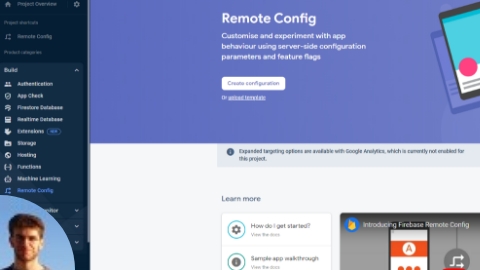 Project Overview
Project shortcuts
Remote Config
Product categories
Build
Authentication
App Check
Firestore Database
Realtime Database
Extensions NEW
Storage
Hosting
Functions
Machine Learning
Remote Config
Remote Config
Customise and experiment with app
behaviour using server-side configuration
parameters and feature flags
Create configuration
Or upload template
Expanded targeting options are available with Google Analytics, which is currently not enabled for
this project.
Learn more
How do I get started?
View the docs
Sample app walkthrough
View the docs
Introducing Firebase Remote Config
A